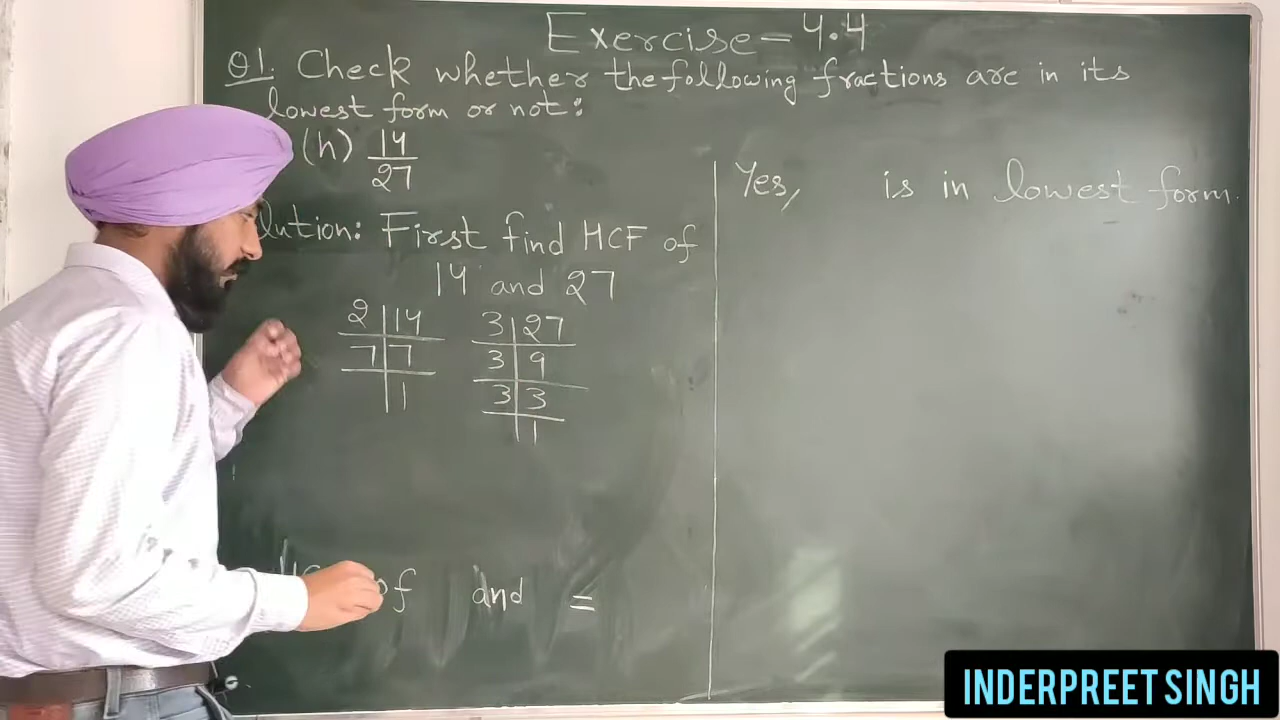 Exercise-4.4
Q1. Check whether the following fractions are in its
lowest form or not:
(h) 14
27
lution: First find HCF of
14 and 27
2 14
7 7
1
3 27
3 9
3 3
1
of and =
Yes, is in lowest form.
INDERPREET SINGH